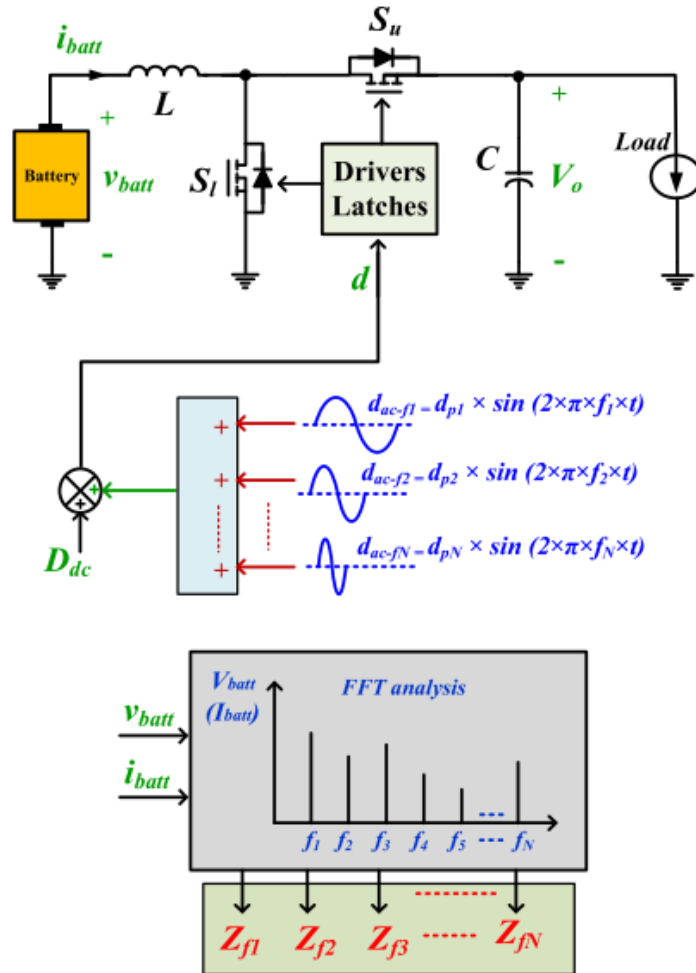 i_batt
S_u
L
+
+
Battery
v_batt
S_l
Drivers
Latches
C
V_o
Load
-
-
d
d_ac-f1 = d_p1 × sin (2×π×f_1×t)
+
d_ac-f2 = d_p2 × sin (2×π×f_2×t)
+
+
+
D_dc
d_ac-fN = d_pN × sin (2×π×f_N×t)
+
V_batt
(I_batt)
FFT analysis
v_batt
i_batt
f_1 f_2 f_3 f_4 f_5 f_N
Z_f1 Z_f2 Z_f3 Z_fN